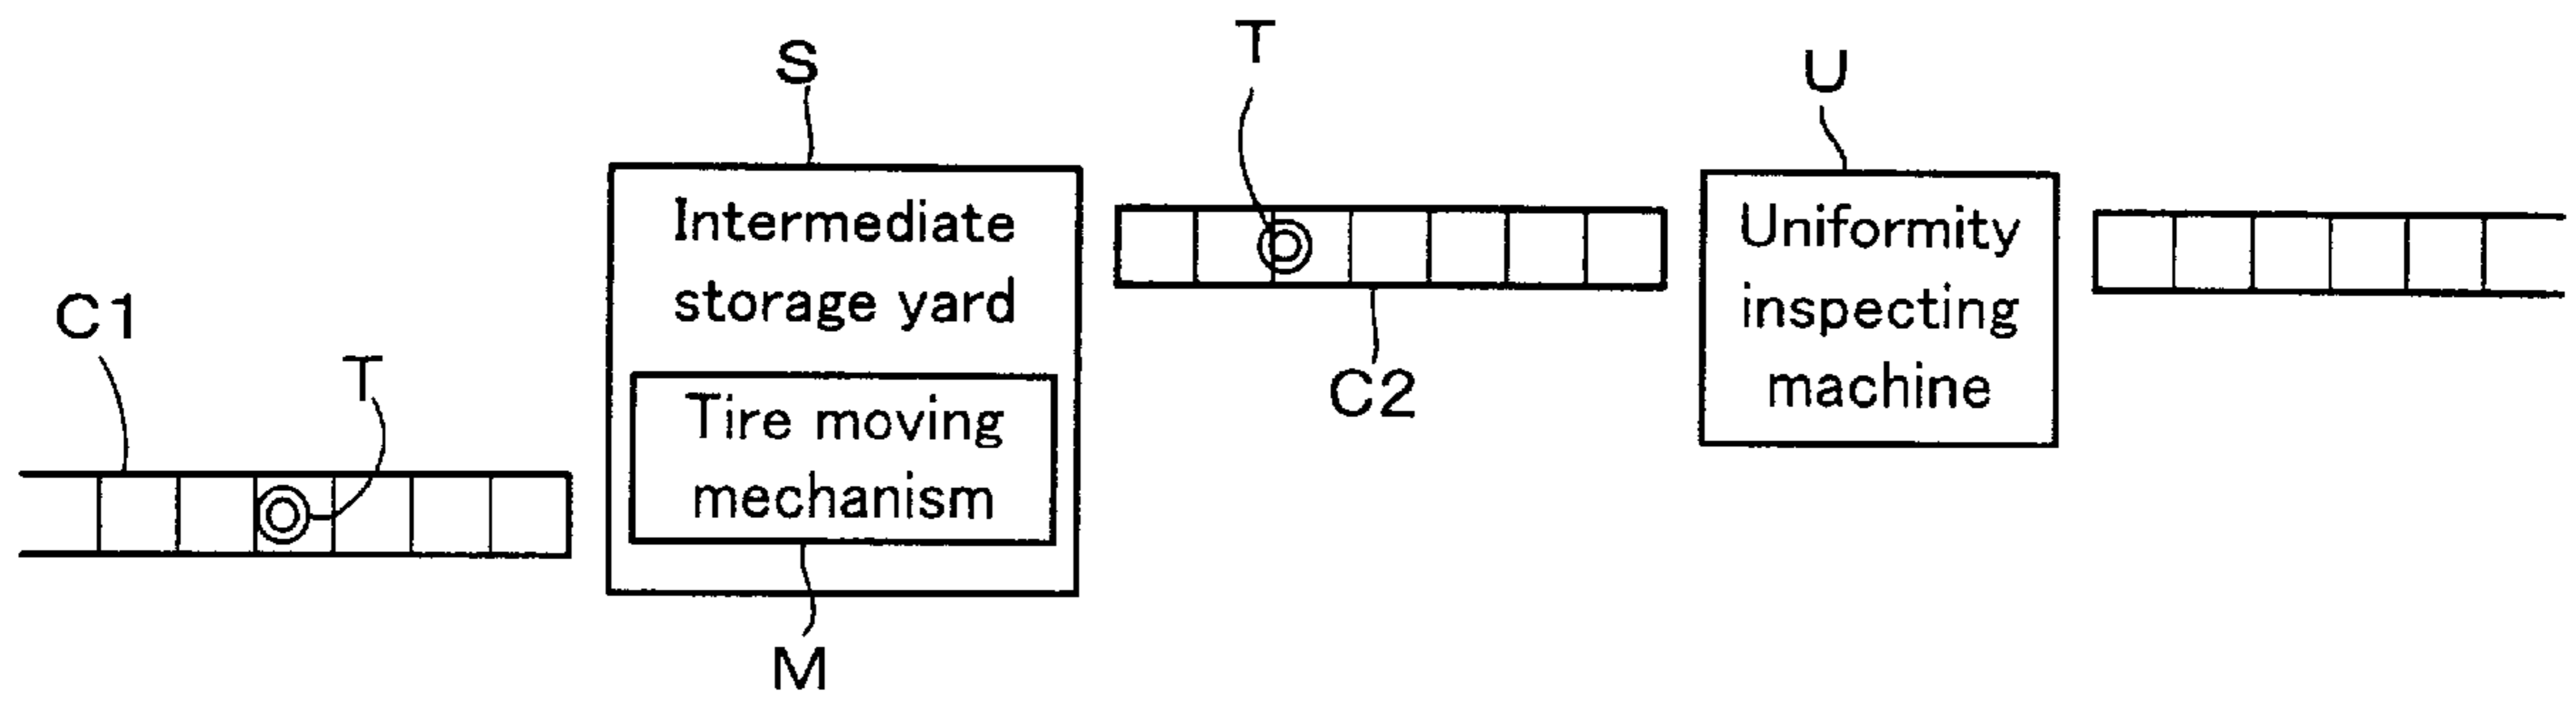 S
T
U
Intermediate
storage yard
Uniformity
inspecting
machine
C1
T
C2
Tire moving
mechanism
M